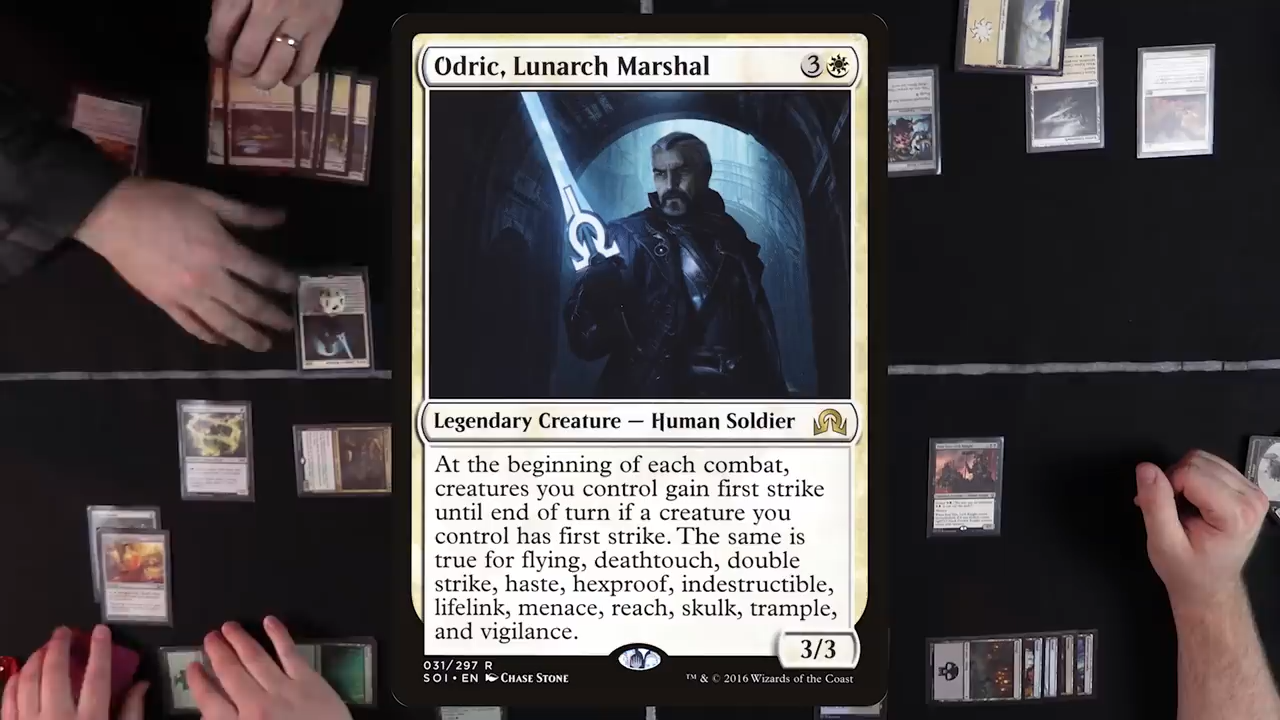 Odric, Lunarch Marshal 3
Legendary Creature — Human Soldier
At the beginning of each combat,
creatures you control gain first strike
until end of turn if a creature you
control has first strike. The same is
true for flying, deathtouch, double
strike, haste, hexproof, indestructible,
lifelink, menace, reach, skulk, trample,
and vigilance.
3/3
031/297 R
SOI • EN CHASE STONE
™ & © 2016 Wizards of the Coast